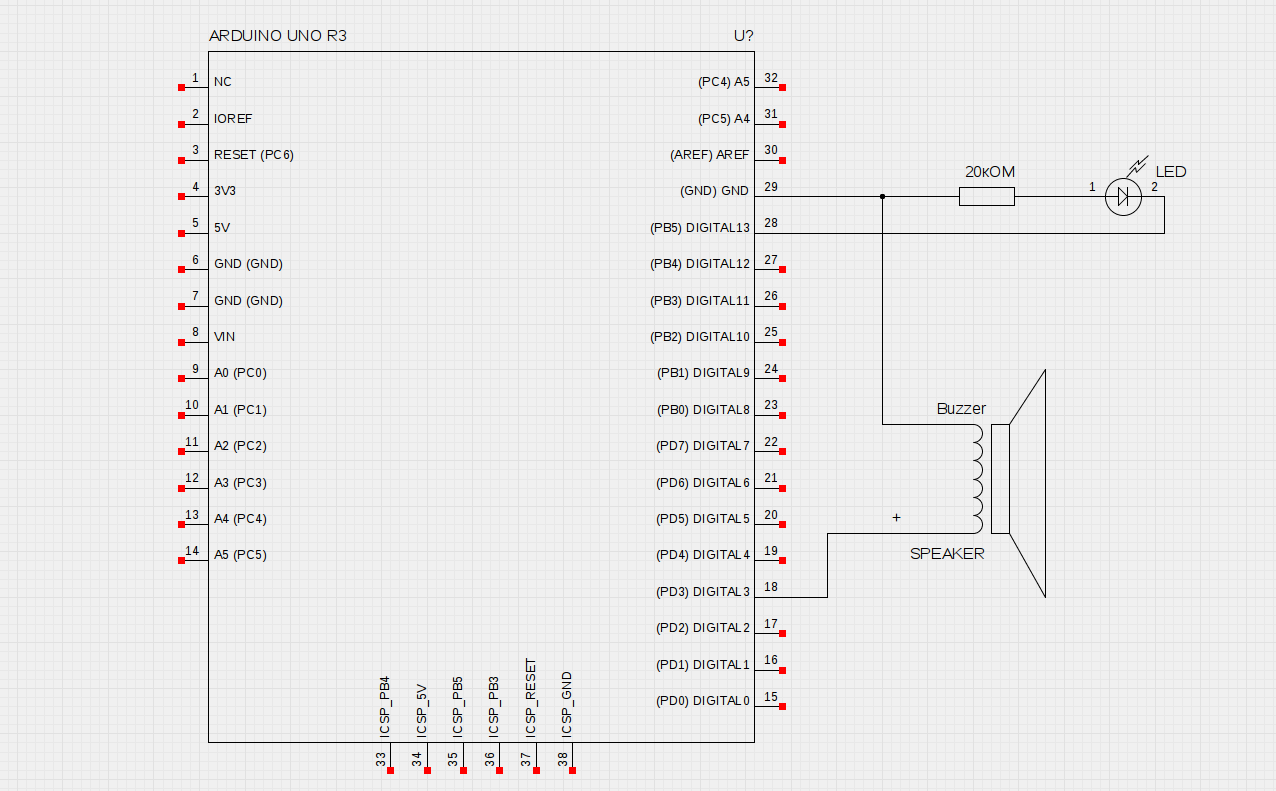 ARDUINO UNO R3
U?
1 NC
2 IOREF
3 RESET (PC6)
4 3V3
5 5V
6 GND (GND)
7 GND (GND)
8 VIN
9 A0 (PC0)
10 A1 (PC1)
11 A2 (PC2)
12 A3 (PC3)
13 A4 (PC4)
14 A5 (PC5)
(PC4) A5 32
(PC5) A4 31
(AREF) AREF 30
(GND) GND 29
(PB5) DIGITAL13 28
(PB4) DIGITAL12 27
(PB3) DIGITAL11 26
(PB2) DIGITAL10 25
(PB1) DIGITAL9 24
(PB0) DIGITAL8 23
(PD7) DIGITAL7 22
(PD6) DIGITAL6 21
(PD5) DIGITAL5 20
(PD4) DIGITAL4 19
(PD3) DIGITAL3 18
(PD2) DIGITAL2 17
(PD1) DIGITAL1 16
(PD0) DIGITAL0 15
33 ICSP_PB4
34 ICSP_5V
35 ICSP_PB5
36 ICSP_PB3
37 ICSP_RESET
38 ICSP_GND
20кОМ
1
2
LED
Buzzer
+
SPEAKER